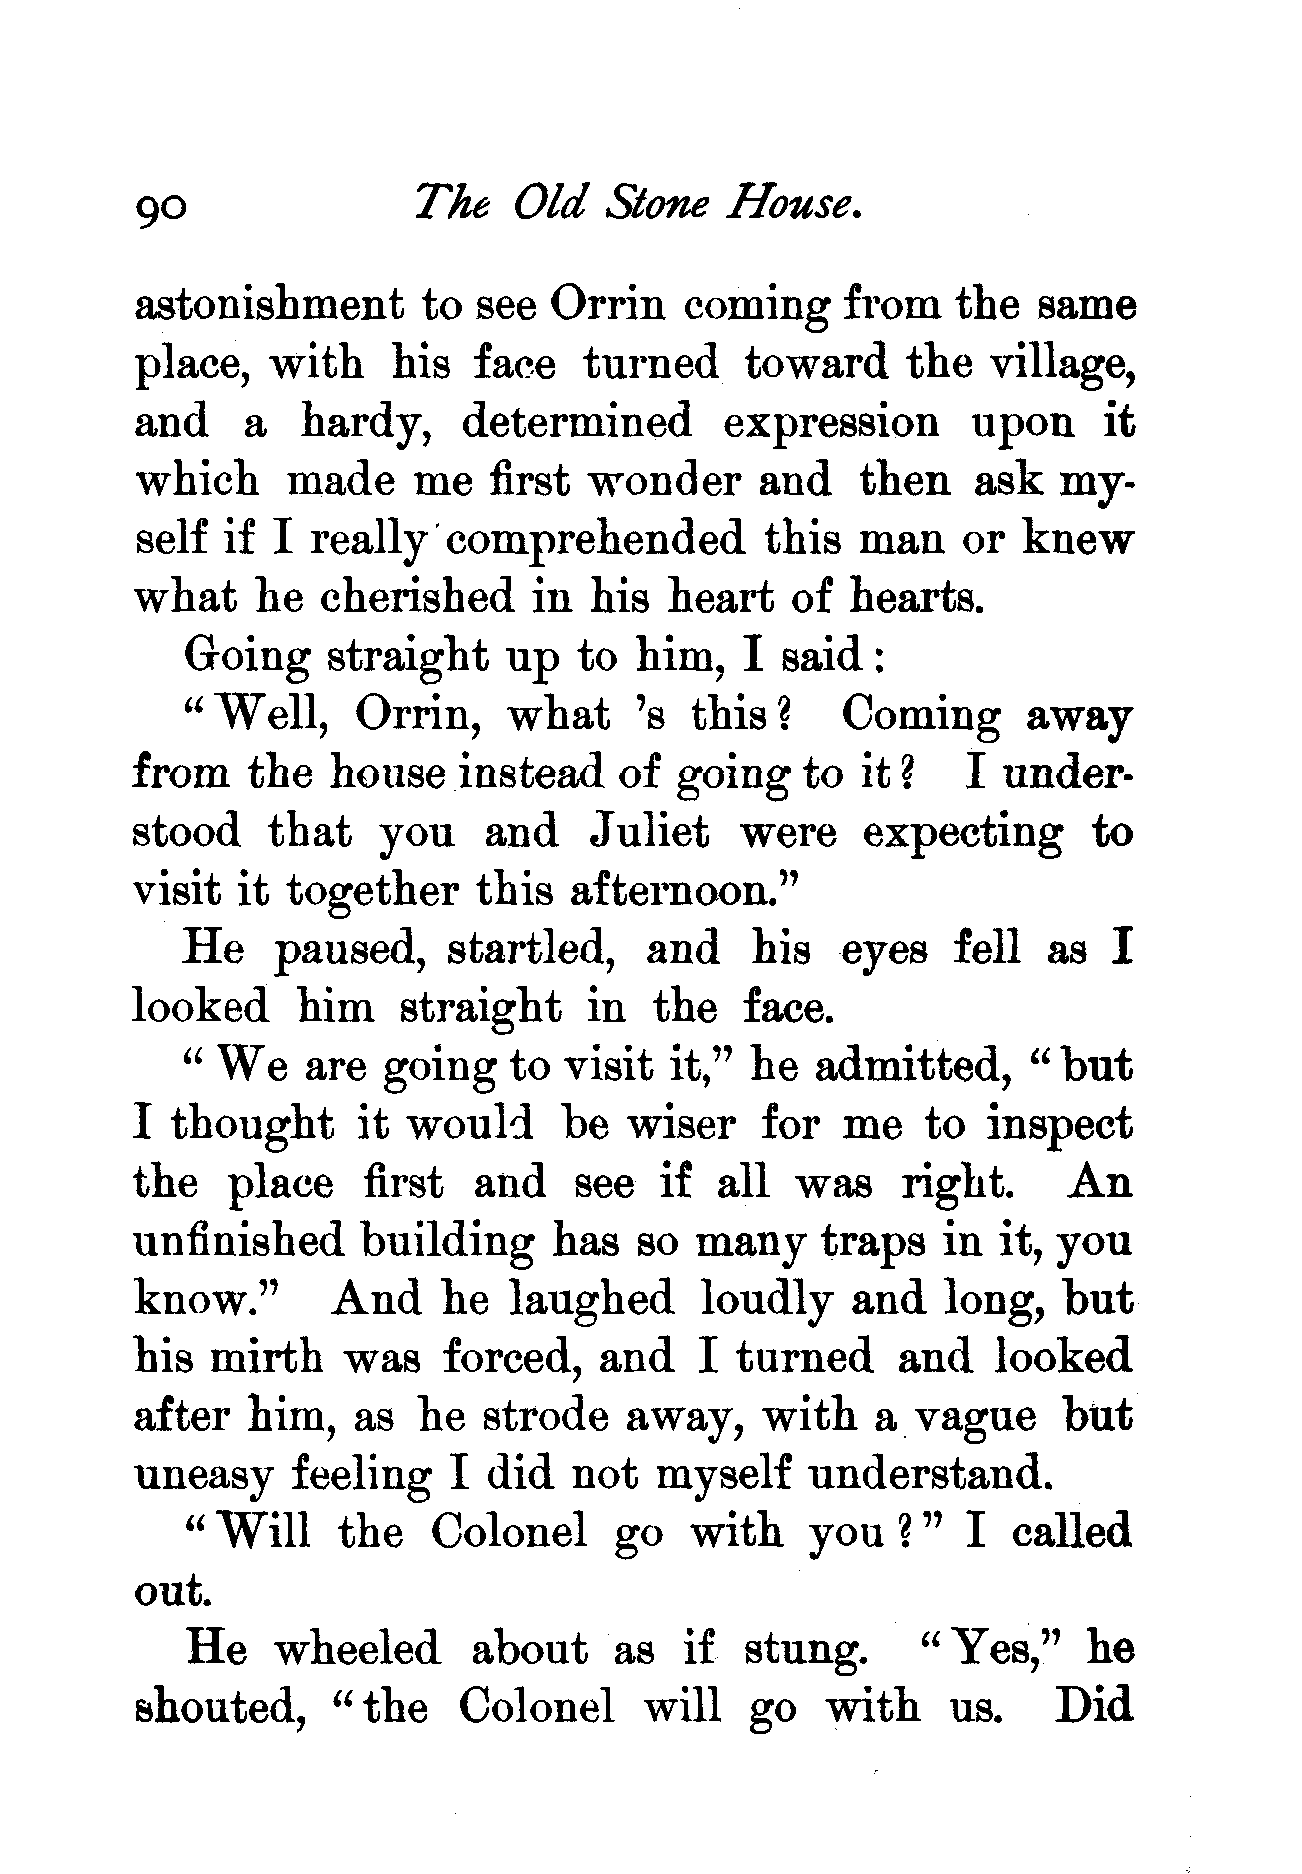 90 The Old Stone House.
astonishment to see Orrin coming from the same
place, with his face turned toward the village,
and a hardy, determined expression upon it
which made me first wonder and then ask my-
self if I really comprehended this man or knew
what he cherished in his heart of hearts.
Going straight up to him, I said :
“ Well, Orrin, what ’s this ? Coming away
from the house instead of going to it ? I under-
stood that you and Juliet were expecting to
visit it together this afternoon.”
He paused, startled, and his eyes fell as I
looked him straight in the face.
“ We are going to visit it,” he admitted, “ but
I thought it would be wiser for me to inspect
the place first and see if all was right. An
unfinished building has so many traps in it, you
know.” And he laughed loudly and long, but
his mirth was forced, and I turned and looked
after him, as he strode away, with a vague but
uneasy feeling I did not myself understand.
“ Will the Colonel go with you ? ” I called
out.
He wheeled about as if stung. “ Yes,” he
shouted, “ the Colonel will go with us. Did